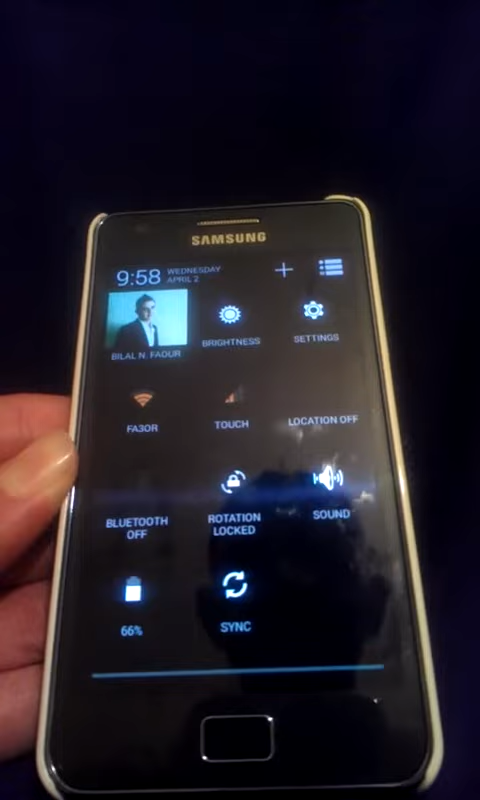 SAMSUNG
9:58 WEDNESDAY
APRIL 2
BILAL N. FAOUR
BRIGHTNESS
SETTINGS
FA3OR
TOUCH
LOCATION OFF
BLUETOOTH
OFF
ROTATION
LOCKED
SOUND
66%
SYNC